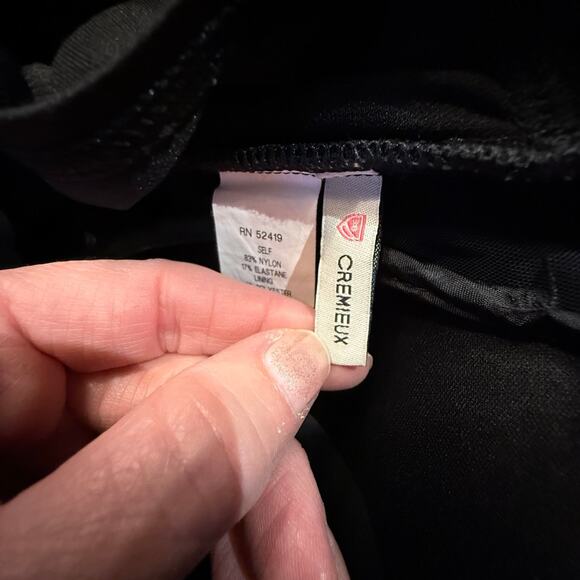 RN 52419
SELF
83% NYLON
17% ELASTANE
LINING
CREMIEUX